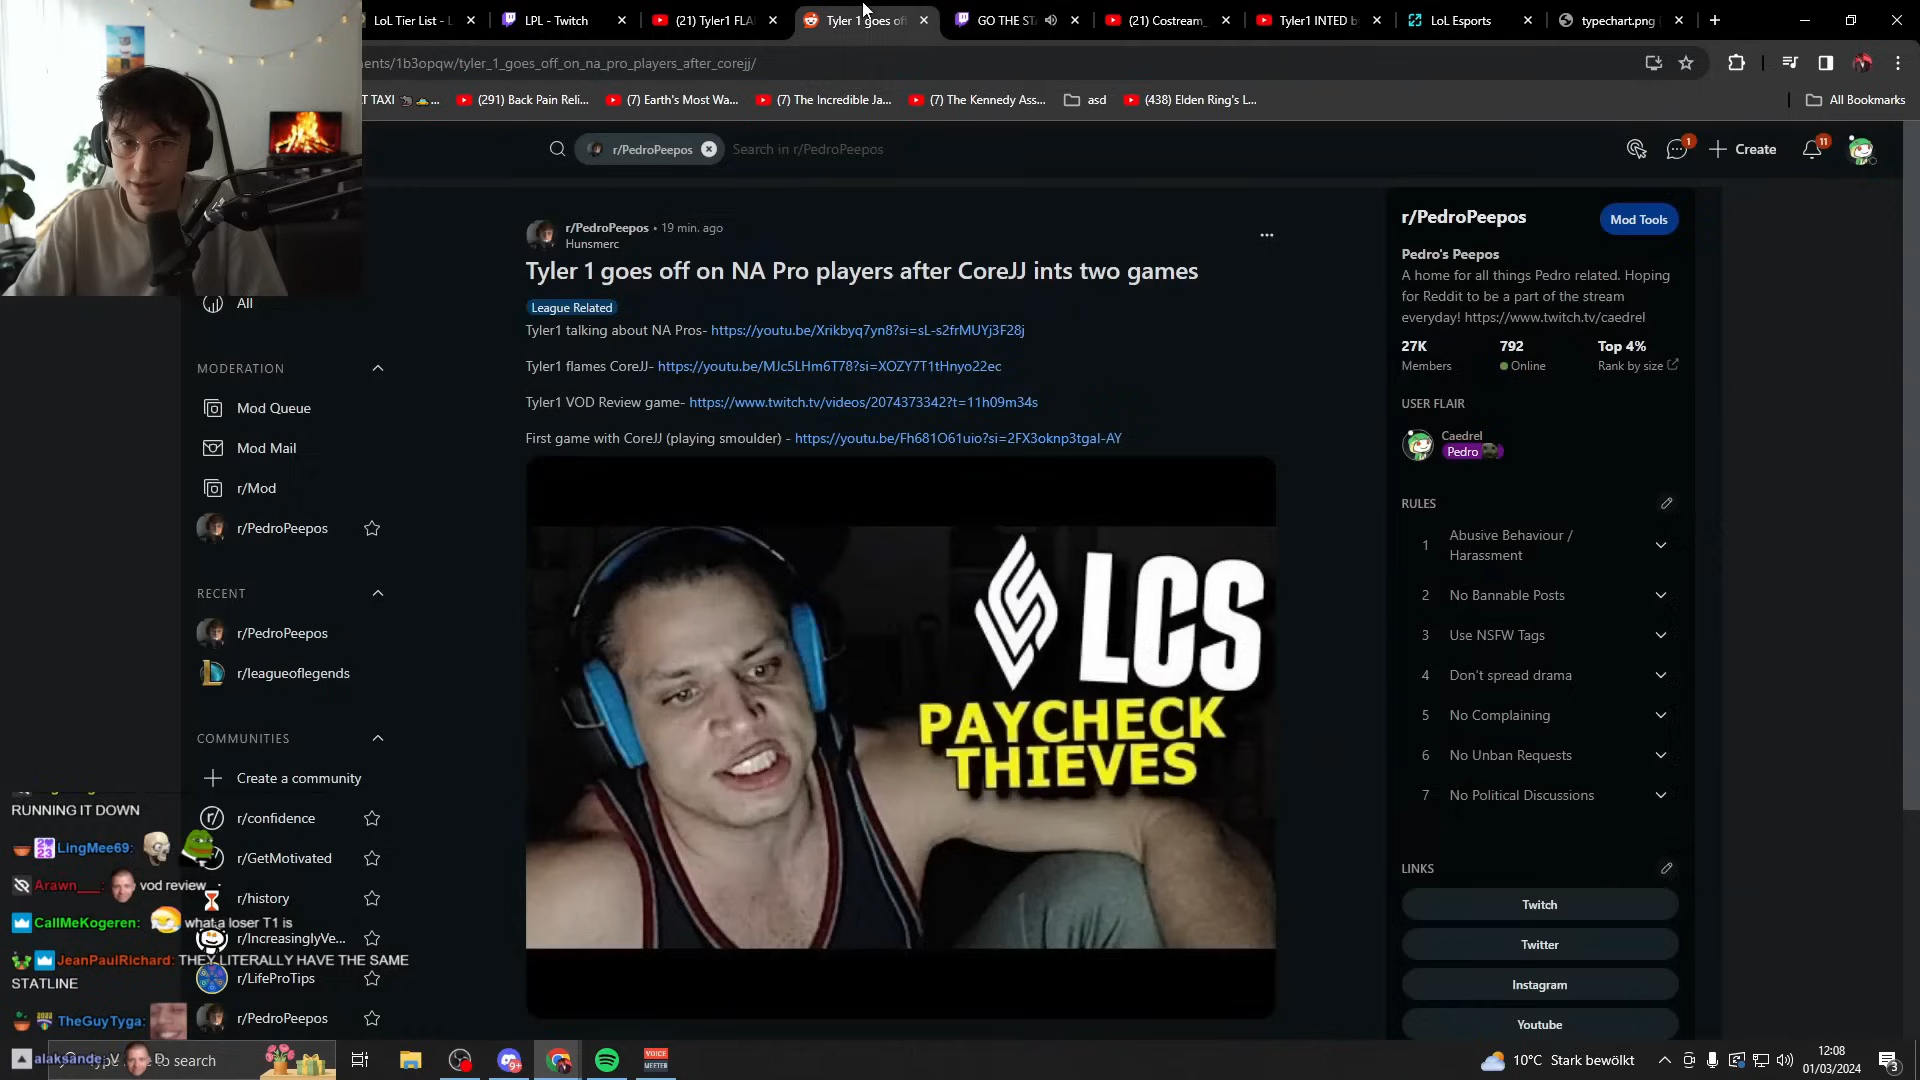 LoL Tier List - L
LPL - Twitch
(21) Tyler1 FLA
Tyler 1 goes of
GO THE ST
(21) Costream_
Tyler1 INTED b
LoL Esports
typechart.png
ents/1b3opqw/tyler_1_goes_off_on_na_pro_players_after_corejj/
T TAXI
(291) Back Pain Reli...
(7) Earth's Most Wa...
(7) The Incredible Ja...
(7) The Kennedy Ass...
asd
(438) Elden Ring's L...
All Bookmarks
r/PedroPeepos
Search in r/PedroPeepos
1
Create
11
All
MODERATION
Mod Queue
Mod Mail
r/Mod
r/PedroPeepos
RECENT
r/PedroPeepos
r/leagueoflegends
COMMUNITIES
Create a community
r/confidence
r/GetMotivated
r/history
r/IncreasinglyVe...
r/LifeProTips
r/PedroPeepos
r/PedroPeepos • 19 min. ago
Hunsmerc
Tyler 1 goes off on NA Pro players after CoreJJ ints two games
League Related
Tyler1 talking about NA Pros- https://youtu.be/Xrikbyq7yn8?si=sL-s2frMUYj3F28j
Tyler1 flames CoreJJ- https://youtu.be/MJc5LHm6T78?si=XOZY7T1tHnyo22ec
Tyler1 VOD Review game- https://www.twitch.tv/videos/2074373342?t=11h09m34s
First game with CoreJJ (playing smoulder) - https://youtu.be/Fh681O61uio?si=2FX3oknp3tgaI-AY
LCS
PAYCHECK
THIEVES
r/PedroPeepos
Mod Tools
Pedro's Peepos
A home for all things Pedro related. Hoping
for Reddit to be a part of the stream
everyday! https://www.twitch.tv/caedrel
27K
792
Top 4%
Members
Online
Rank by size
USER FLAIR
Caedrel
Pedro
RULES
1 Abusive Behaviour /
Harassment
2 No Bannable Posts
3 Use NSFW Tags
4 Don't spread drama
5 No Complaining
6 No Unban Requests
7 No Political Discussions
LINKS
Twitch
Twitter
Instagram
Youtube
RUNNING IT DOWN
LingMee69:
Arawn___: vod review
CallMeKogeren: what a loser T1 is
JeanPaulRichard: THEY LITERALLY HAVE THE SAME
STATLINE
TheGuyTyga:
to search
9+
VOICE
MEETER
10°C Stark bewölkt
12:08
01/03/2024
3